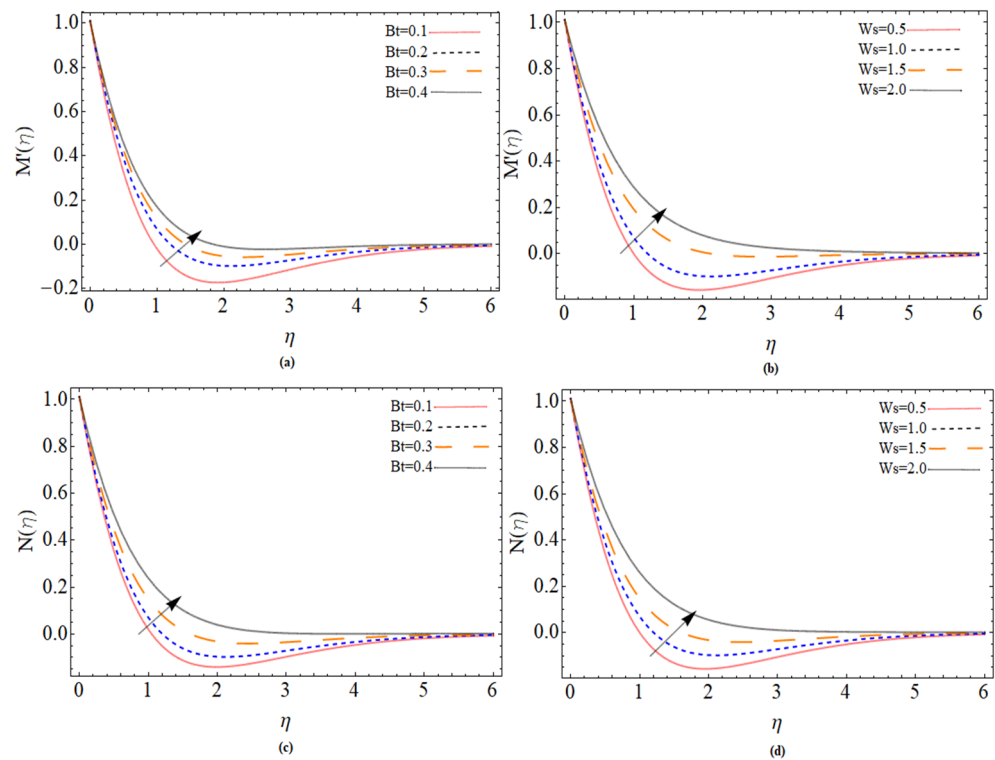 Bt=0.1
Bt=0.2
Bt=0.3
Bt=0.4
M'(η)
1.0
0.8
0.6
0.4
0.2
0.0
−0.2
0 1 2 3 4 5 6
η
(a)
Ws=0.5
Ws=1.0
Ws=1.5
Ws=2.0
M'(η)
1.0
0.8
0.6
0.4
0.2
0.0
0 1 2 3 4 5 6
η
(b)
Bt=0.1
Bt=0.2
Bt=0.3
Bt=0.4
N(η)
1.0
0.8
0.6
0.4
0.2
0.0
0 1 2 3 4 5 6
η
(c)
Ws=0.5
Ws=1.0
Ws=1.5
Ws=2.0
N(η)
1.0
0.8
0.6
0.4
0.2
0.0
0 1 2 3 4 5 6
η
(d)